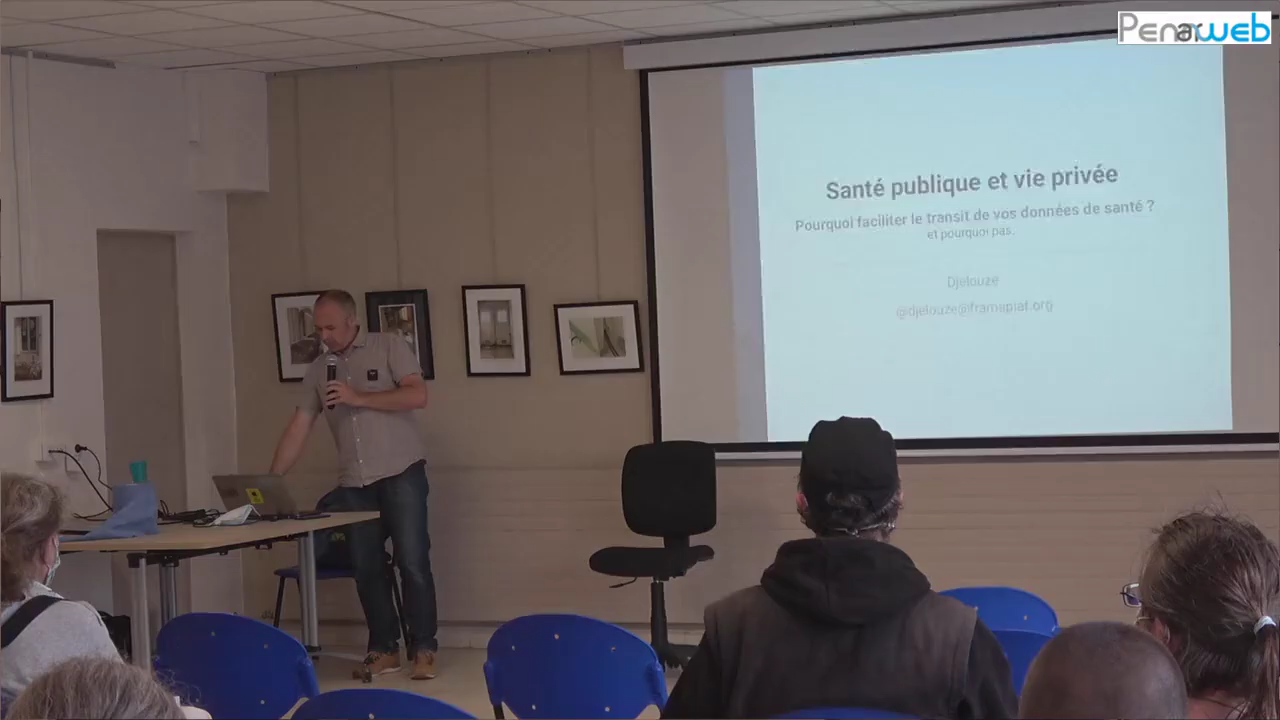 Penarweb
Santé publique et vie privée
Pourquoi faciliter le transit de vos données de santé ?
et pourquoi pas.
Djelouze
@djelouze@framapiaf.org